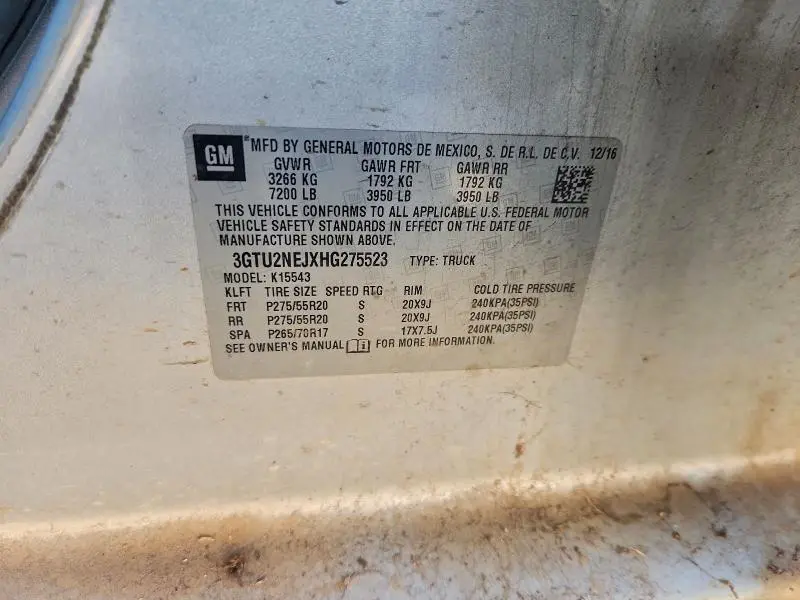 GM
MFD BY GENERAL MOTORS DE MEXICO, S. DE R.L. DE C.V. 12/16
GVWR GAWR FRT GAWR RR
3266 KG 1792 KG 1792 KG
7200 LB 3950 LB 3950 LB
THIS VEHICLE CONFORMS TO ALL APPLICABLE U.S. FEDERAL MOTOR
VEHICLE SAFETY STANDARDS IN EFFECT ON THE DATE OF
MANUFACTURE SHOWN ABOVE.
3GTU2NEJXHG275523 TYPE: TRUCK
MODEL: K15543
KLFT TIRE SIZE SPEED RTG RIM COLD TIRE PRESSURE
FRT P275/55R20 S 20X9J 240KPA(35PSI)
RR P275/55R20 S 20X9J 240KPA(35PSI)
SPA P265/70R17 S 17X7.5J 240KPA(35PSI)
SEE OWNER'S MANUAL FOR MORE INFORMATION.